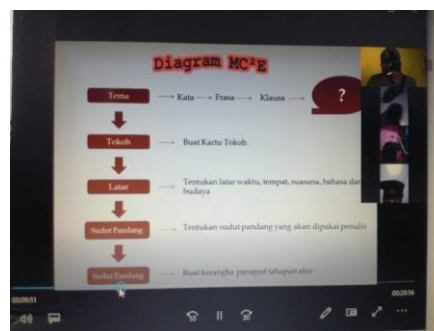 Diagram MC²E
Tema → Kata → Frasa → Klausa → ?
Tokoh → Buat Kartu Tokoh
Latar → Tentukan latar waktu, tempat, suasana, bahasa dan
budaya
Sudut Pandang → Tentukan sudut pandang yang akan dipakai penulis
Sudut Pandang → Buat kerangka paragraf tahapan alur
00:09:51
00:28:56
10
30